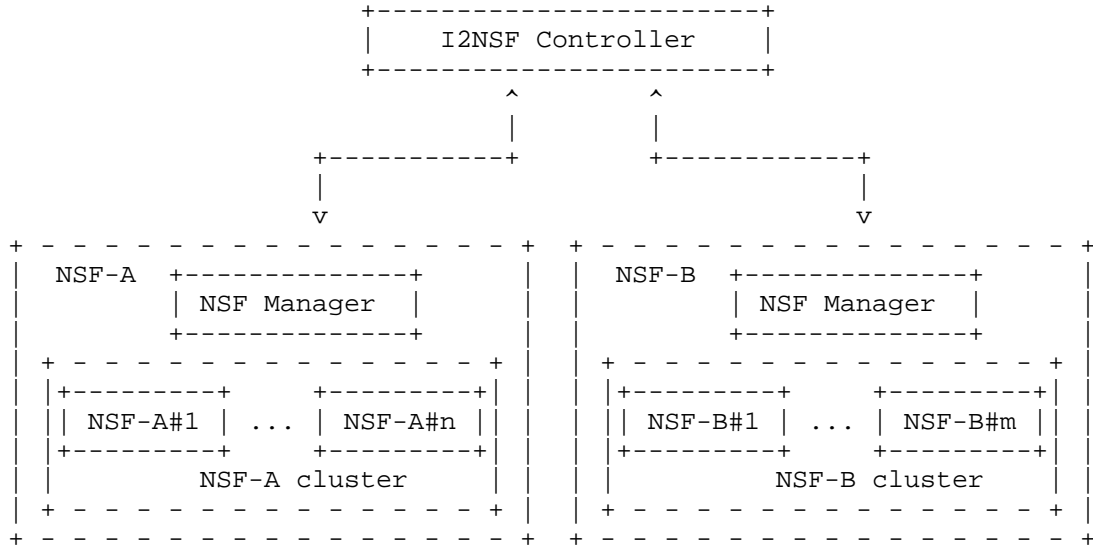 I2NSF Controller
NSF-A NSF-B
NSF Manager NSF Manager
NSF-A#1 ... NSF-A#n NSF-B#1 ... NSF-B#m
NSF-A cluster NSF-B cluster